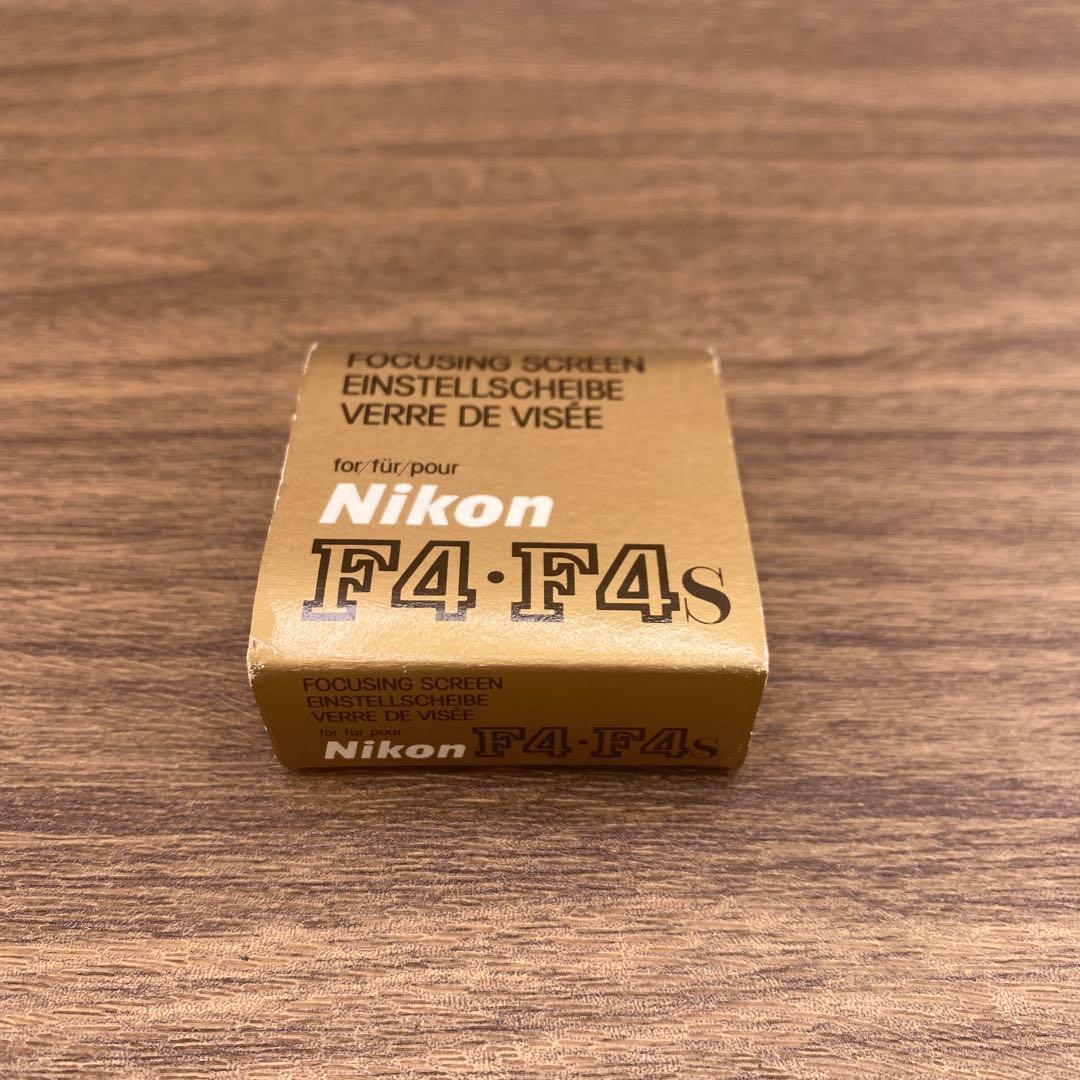 FOCUSING SCREEN
EINSTELLSCHEIBE
VERRE DE VISÉE
for/für/pour
Nikon
F4·F4s
FOCUSING SCREEN
EINSTELLSCHEIBE
VERRE DE VISÉE
for für pour
Nikon F4·F4s